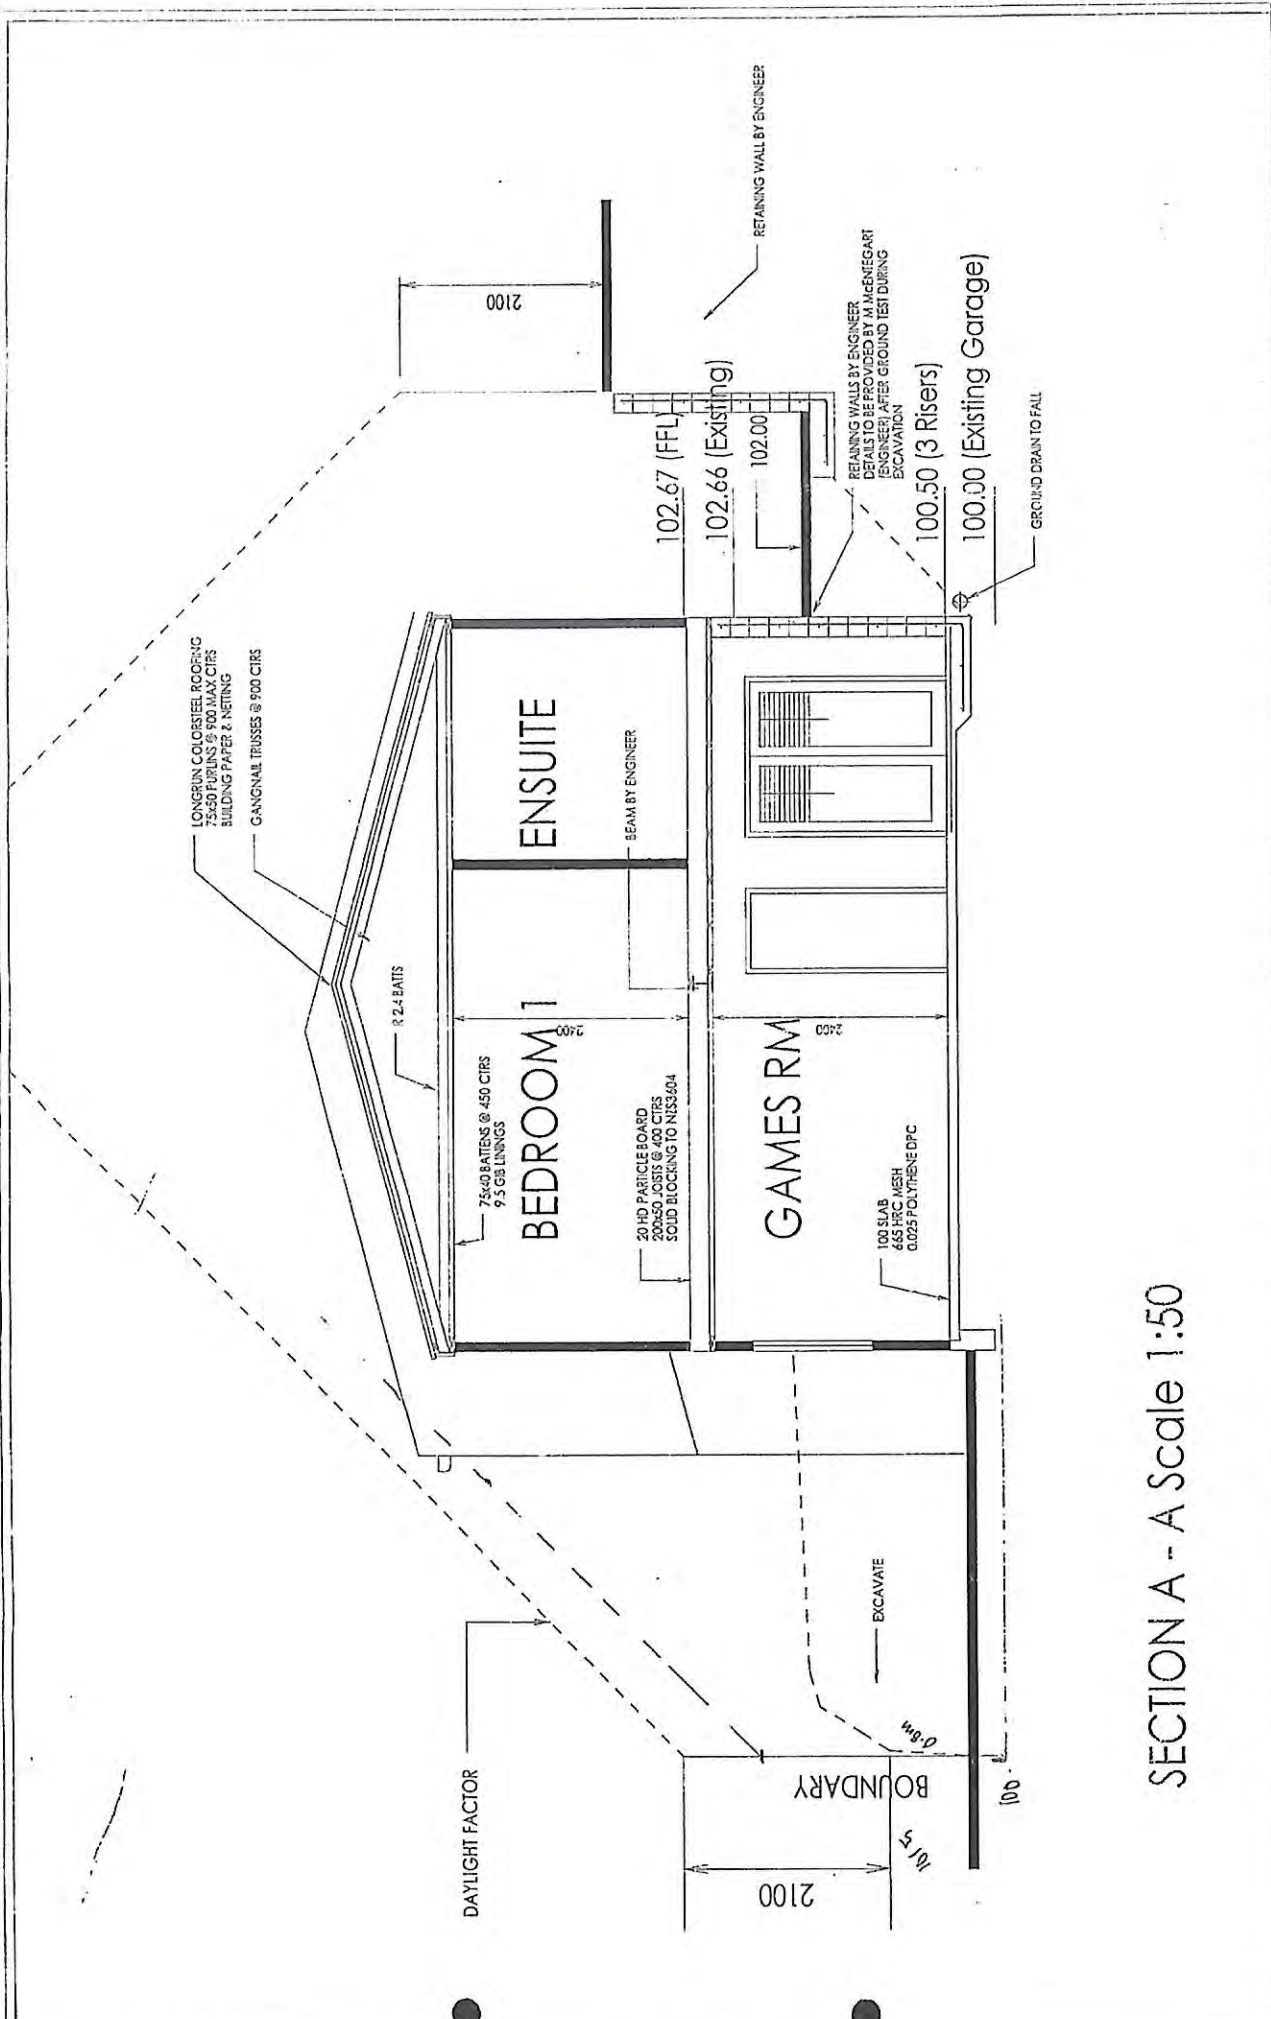 LONGRUN COLORSTEEL ROOFING
75x50 PURLINS @ 900 MAX CTRS
BUILDING PAPER & NETTING
GANGNAIL TRUSSES @ 900 CTRS
R 2.4 BATTS
75x40 BATTENS @ 450 CTRS
9.5 GIB LININGS
DAYLIGHT FACTOR
BEDROOM 1
ENSUITE
2400
BEAM BY ENGINEER
20 HD PARTICLE BOARD
200x50 JOISTS @ 400 CTRS
SOLID BLOCKING TO NZS3604
GAMES RM
2400
100 SLAB
665 HRC MESH
0.025 POLYTHENE DPC
2100
RETAINING WALL BY ENGINEER
102.67 (FFL)
102.66 (Existing)
102.00
RETAINING WALLS BY ENGINEER
DETAILS TO BE PROVIDED BY M McENTEGART
(ENGINEER) AFTER GROUND TEST DURING
EXCAVATION
100.50 (3 Risers)
100.00 (Existing Garage)
GROUND DRAIN TO FALL
EXCAVATE
BOUNDARY
2100
0.8m
101.5
100.
SECTION A - A Scale 1:50